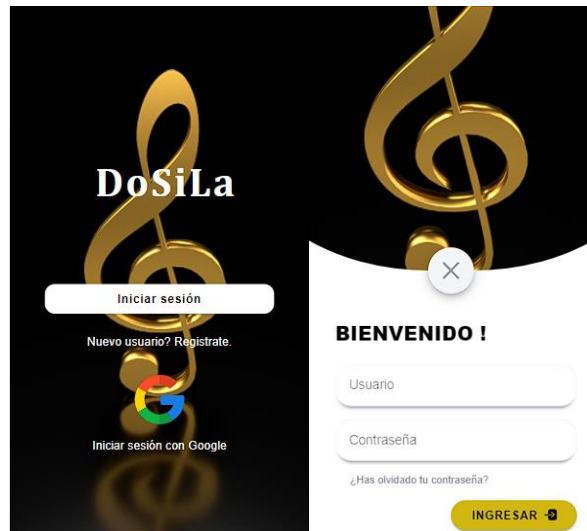 DoSiLa
Iniciar sesión
Nuevo usuario? Registrate.
Iniciar sesión con Google
BIENVENIDO !
Usuario
Contraseña
¿Has olvidado tu contraseña?
INGRESAR